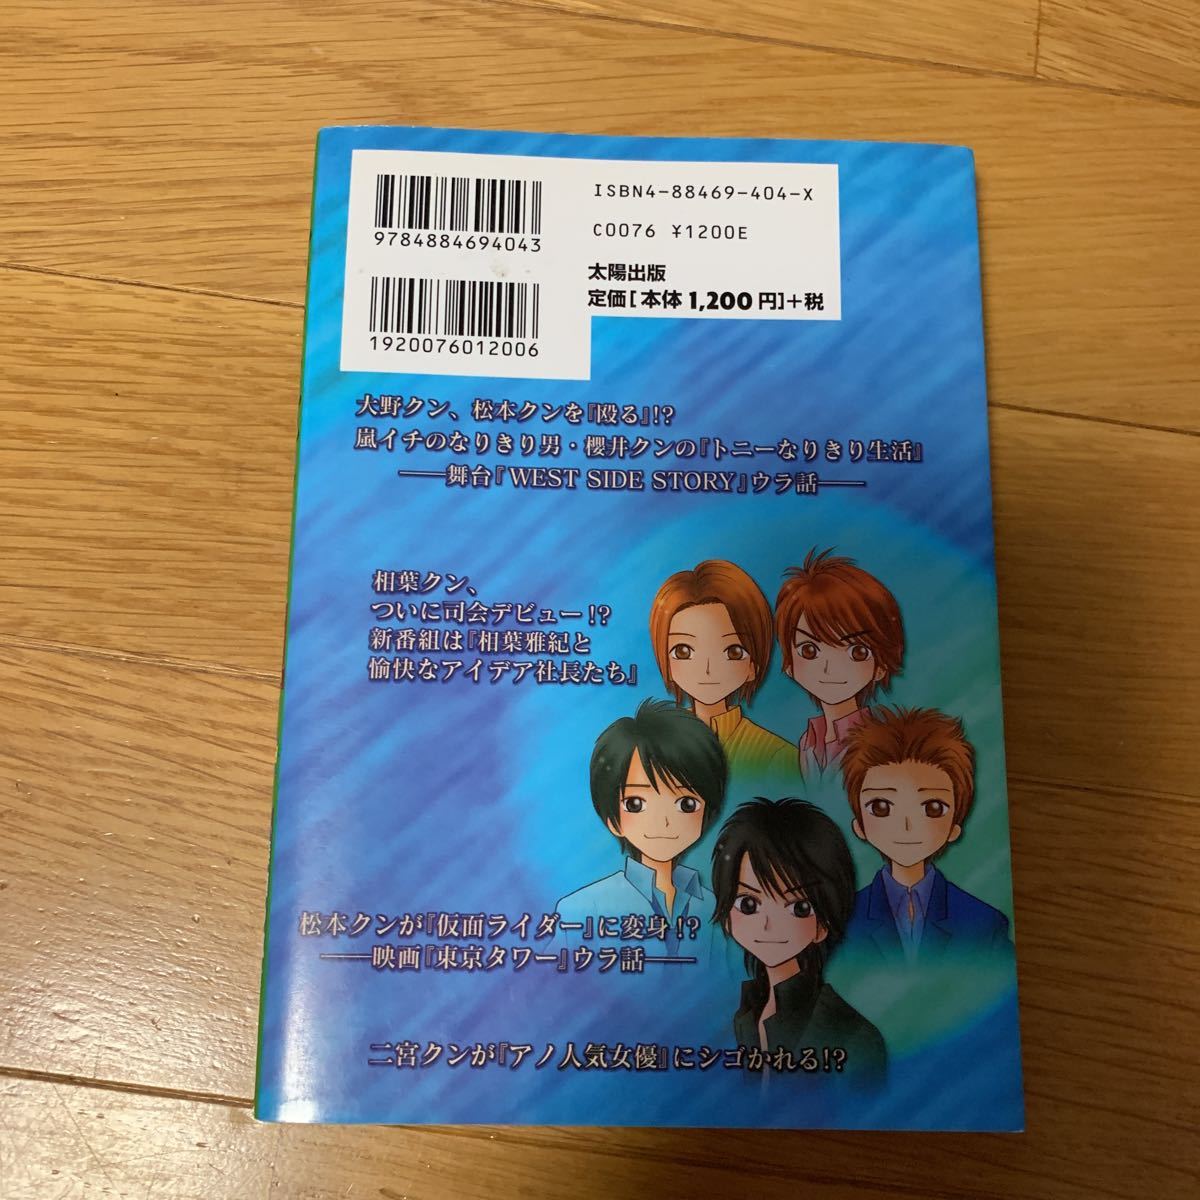 9784884694043
1920076012006
ISBN4-88469-404-X
C0076 ¥1200E
太陽出版
定価[本体1,200円]+税
大野クン、松本クンを『殴る』!?
嵐イチのなりきり男・櫻井クンの『トニーなりきり生活』
――舞台『WEST SIDE STORY』ウラ話――
相葉クン、
ついに司会デビュー!?
新番組は『相葉雅紀と
愉快なアイデア社長たち』
松本クンが『仮面ライダー』に変身!?
――映画『東京タワー』ウラ話――
二宮クンが『アノ人気女優』にシゴかれる!?